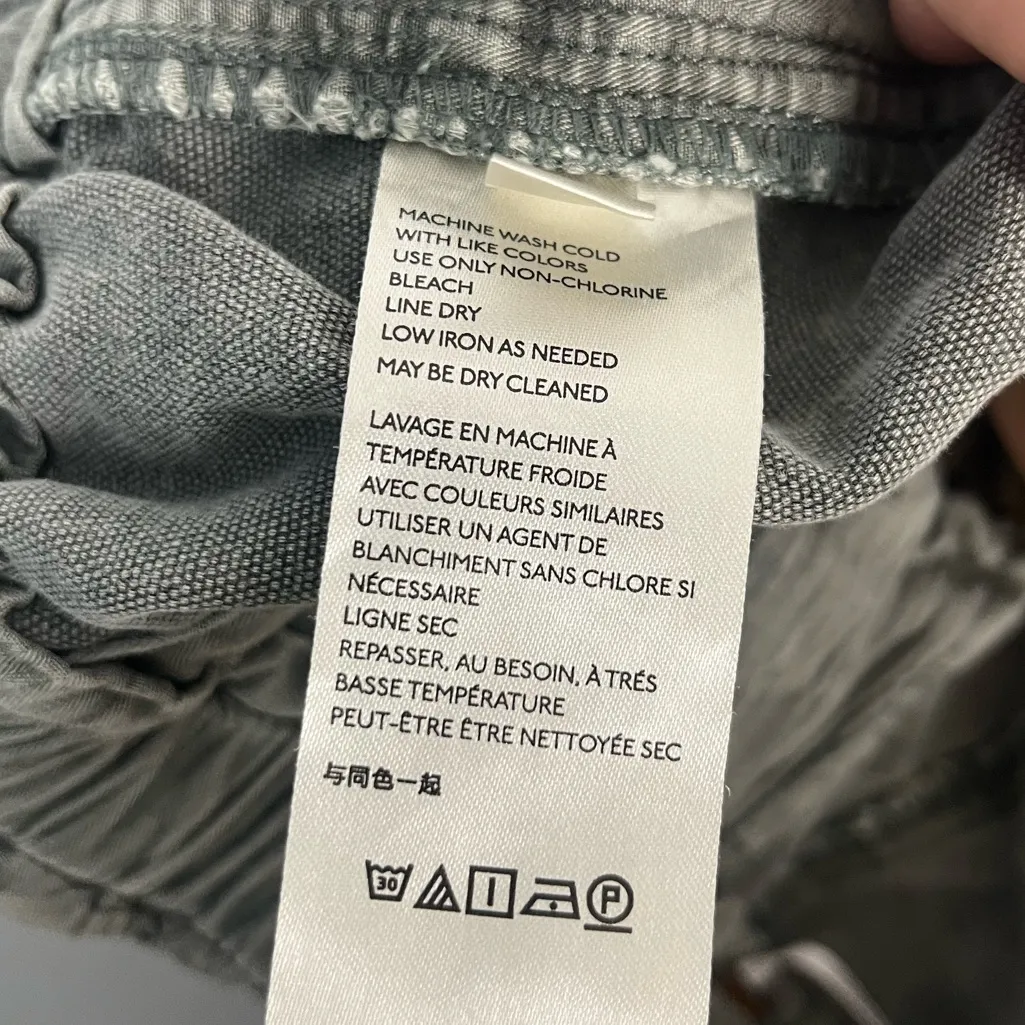 MACHINE WASH COLD
WITH LIKE COLORS
USE ONLY NON-CHLORINE
BLEACH
LINE DRY
LOW IRON AS NEEDED
MAY BE DRY CLEANED
LAVAGE EN MACHINE À
TEMPÉRATURE FROIDE
AVEC COULEURS SIMILAIRES
UTILISER UN AGENT DE
BLANCHIMENT SANS CHLORE SI
NÉCESSAIRE
LIGNE SEC
REPASSER, AU BESOIN, À TRÉS
BASSE TEMPÉRATURE
PEUT-ÊTRE ÊTRE NETTOYÉE SEC
与同色一起
30 P